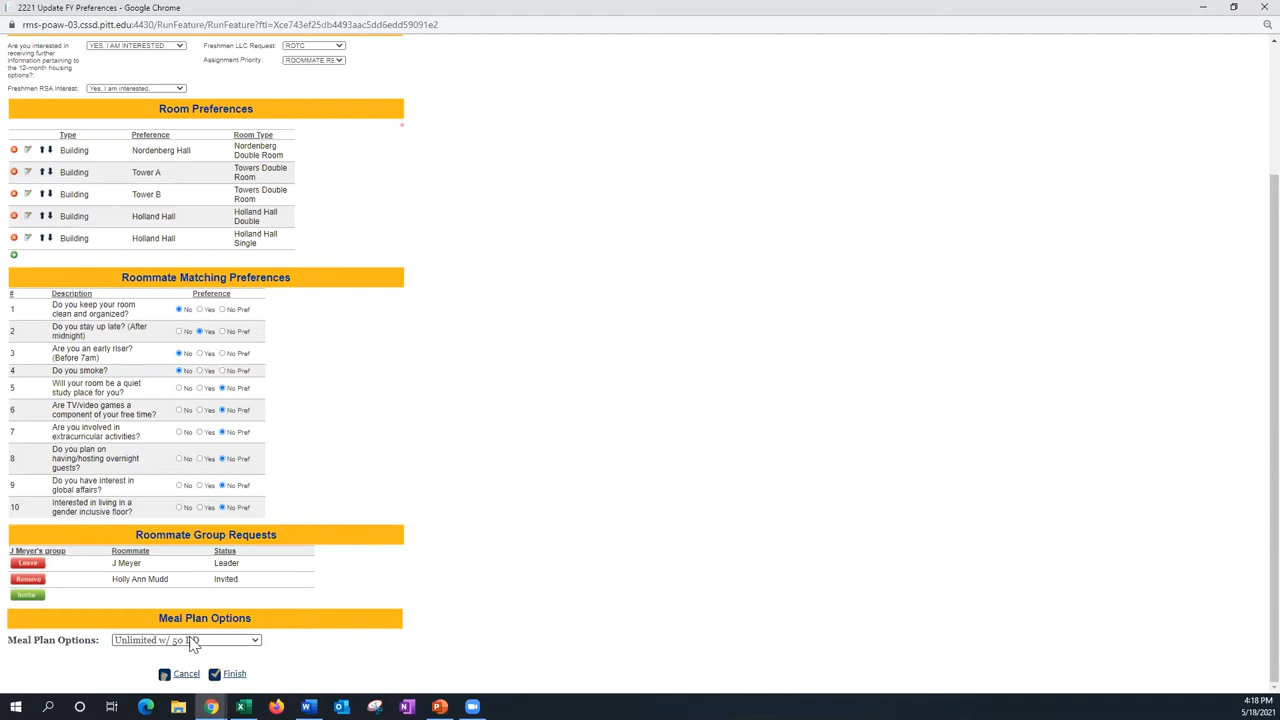 2221 Update FY Preferences - Google Chrome
rms-poaw-03.cssd.pitt.edu:4430/RunFeature/RunFeature?ftl=Xce743ef25db4493aac5dd6edd59091e2
Are you interested in receiving further information pertaining to the 12-month housing options?: YES, I AM INTERESTED. Freshmen LLC Request: ROTC
Assignment Priority: ROOMMATE RE
Freshmen RSA Interest: Yes, I am interested.
Room Preferences
*
Type Preference Room Type
Building Nordenberg Hall Nordenberg Double Room
Building Tower A Towers Double Room
Building Tower B Towers Double Room
Building Holland Hall Holland Hall Double
Building Holland Hall Holland Hall Single
Roommate Matching Preferences
# Description Preference
1 Do you keep your room clean and organized? No Yes No Pref
2 Do you stay up late? (After midnight) No Yes No Pref
3 Are you an early riser? (Before 7am) No Yes No Pref
4 Do you smoke? No Yes No Pref
5 Will your room be a quiet study place for you? No Yes No Pref
6 Are TV/video games a component of your free time? No Yes No Pref
7 Are you involved in extracurricular activities? No Yes No Pref
8 Do you plan on having/hosting overnight guests? No Yes No Pref
9 Do you have interest in global affairs? No Yes No Pref
10 Interested in living in a gender inclusive floor? No Yes No Pref
Roommate Group Requests
J Meyer's group Roommate Status
Leave J Meyer Leader
Remove Holly Ann Mudd Invited
Invite
Meal Plan Options
Meal Plan Options: Unlimited w/ 50
Cancel Finish
4:18 PM
5/18/2021